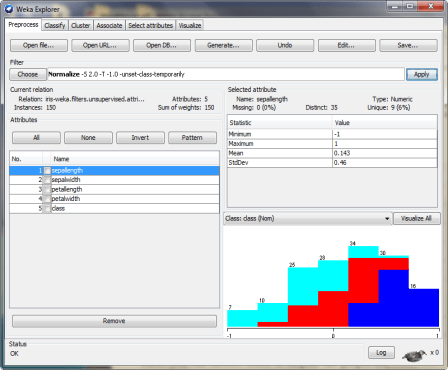 Weka Explorer
Preprocess Classify Cluster Associate Select attributes Visualize
Open file... Open URL... Open DB... Generate... Undo Edit... Save...
Filter
Choose Normalize -S 2.0 -T -1.0 -unset-class-temporarily Apply
Current relation
Relation: iris-weka.filters.unsupervised.attri... Attributes: 5
Instances: 150 Sum of weights: 150
Selected attribute
Name: sepallength Type: Numeric
Missing: 0 (0%) Distinct: 35 Unique: 9 (6%)
Attributes
All None Invert Pattern
No. Name
1 sepallength
2 sepalwidth
3 petallength
4 petalwidth
5 class
Remove
Statistic Value
Minimum -1
Maximum 1
Mean 0.143
StdDev 0.46
Class: class (Nom) Visualize All
7 10 25 28 34 30 16
-1 0 1
Status
OK
Log x 0